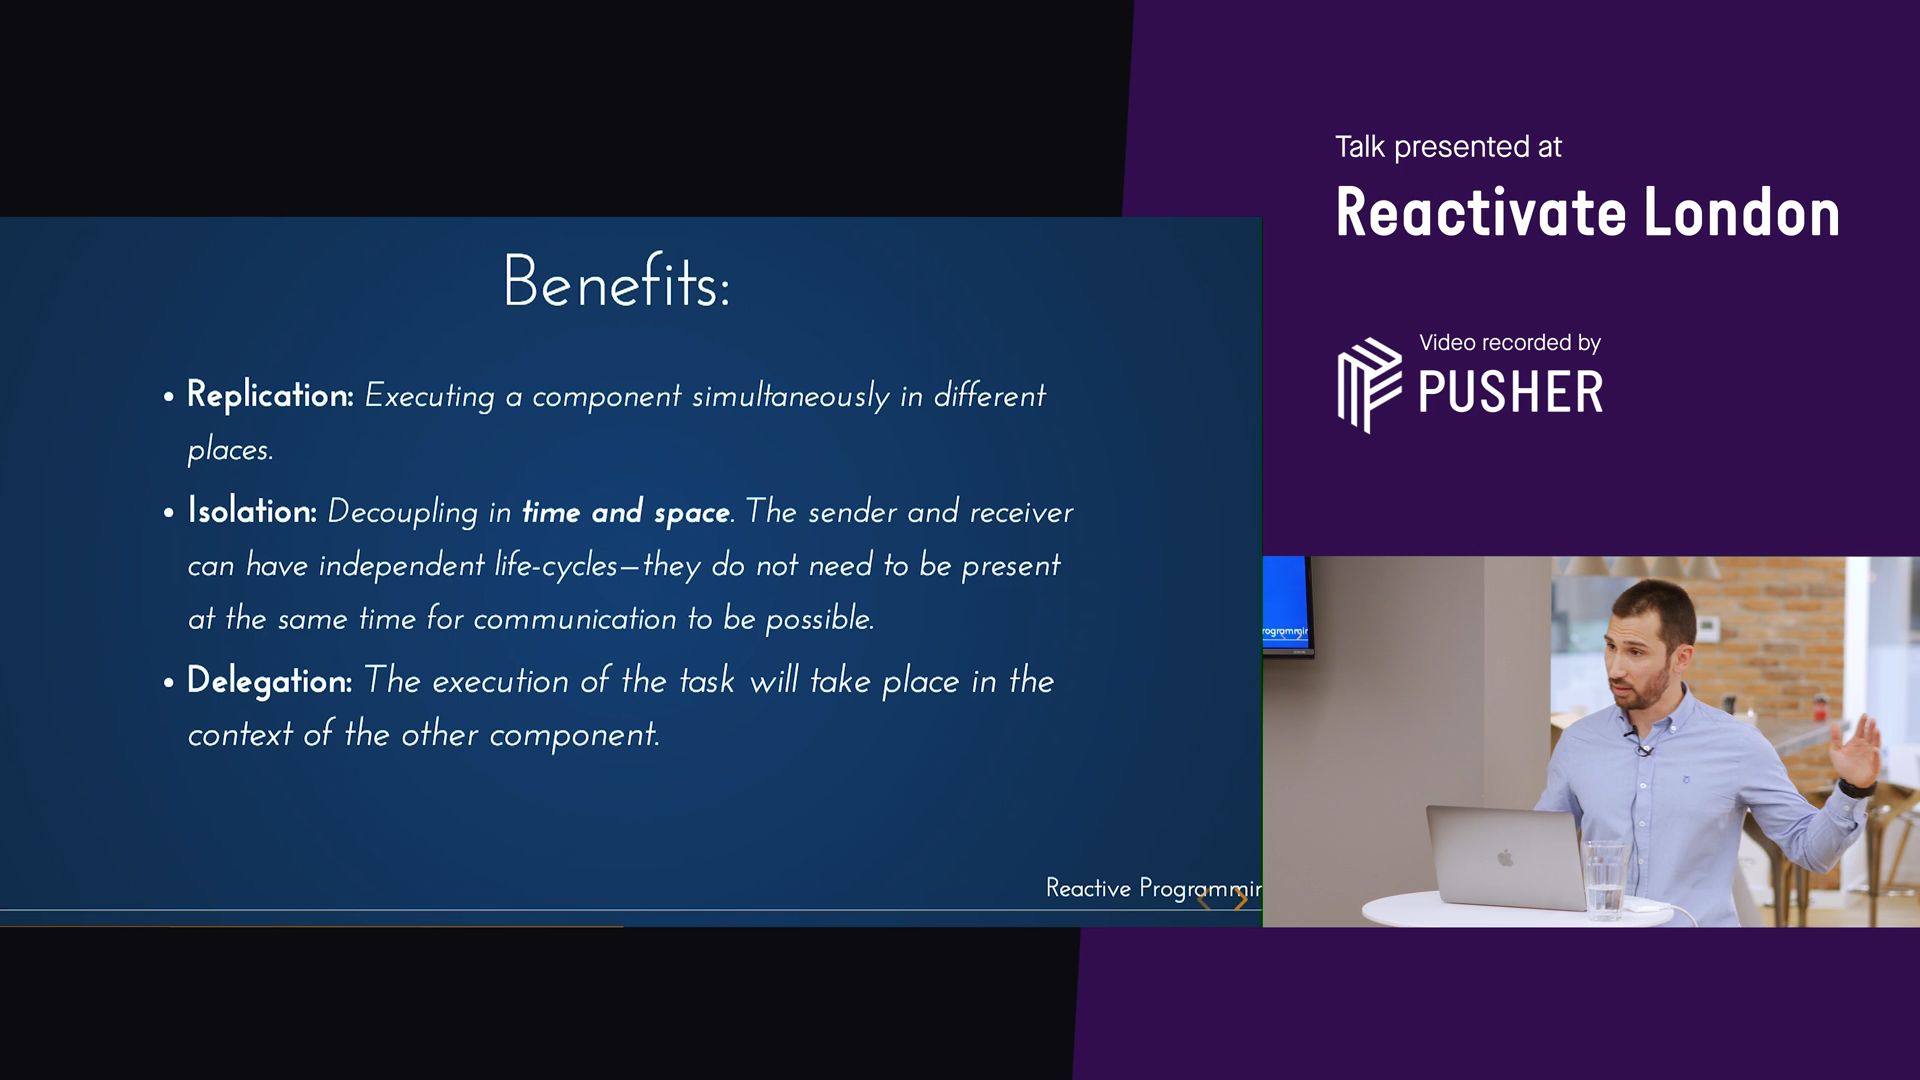 Talk presented at
Reactivate London
Video recorded by
PUSHER
Benefits:
• Replication: Executing a component simultaneously in different
places.
• Isolation: Decoupling in time and space. The sender and receiver
can have independent life-cycles—they do not need to be present
at the same time for communication to be possible.
• Delegation: The execution of the task will take place in the
context of the other component.
Reactive Programmin
rogrammin